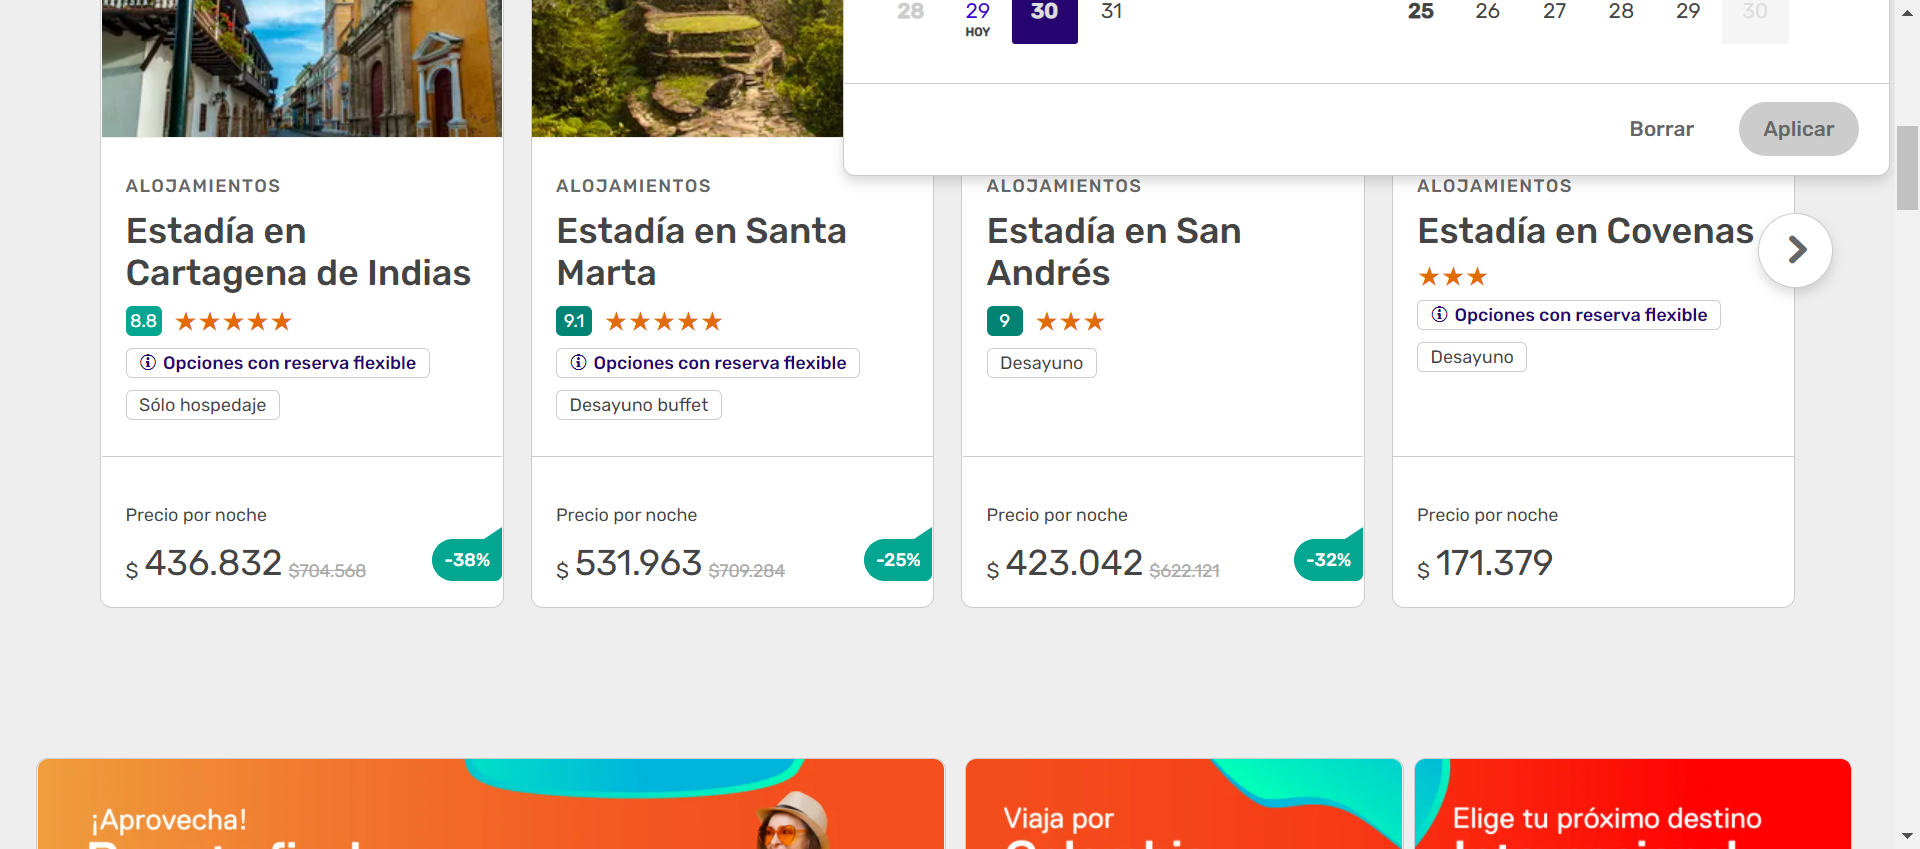 28 29 30 31 25 26 27 28 29 30
HOY
Borrar Aplicar
ALOJAMIENTOS
Estadía en
Cartagena de Indias
8.8
Opciones con reserva flexible
Sólo hospedaje
Precio por noche
$ 436.832 $704.568
-38%
ALOJAMIENTOS
Estadía en Santa
Marta
9.1
Opciones con reserva flexible
Desayuno buffet
Precio por noche
$ 531.963 $709.284
-25%
ALOJAMIENTOS
Estadía en San
Andrés
9
Desayuno
Precio por noche
$ 423.042 $622.121
-32%
ALOJAMIENTOS
Estadía en Covenas
Opciones con reserva flexible
Desayuno
Precio por noche
$ 171.379
¡Aprovecha!
Viaja por
Elige tu próximo destino